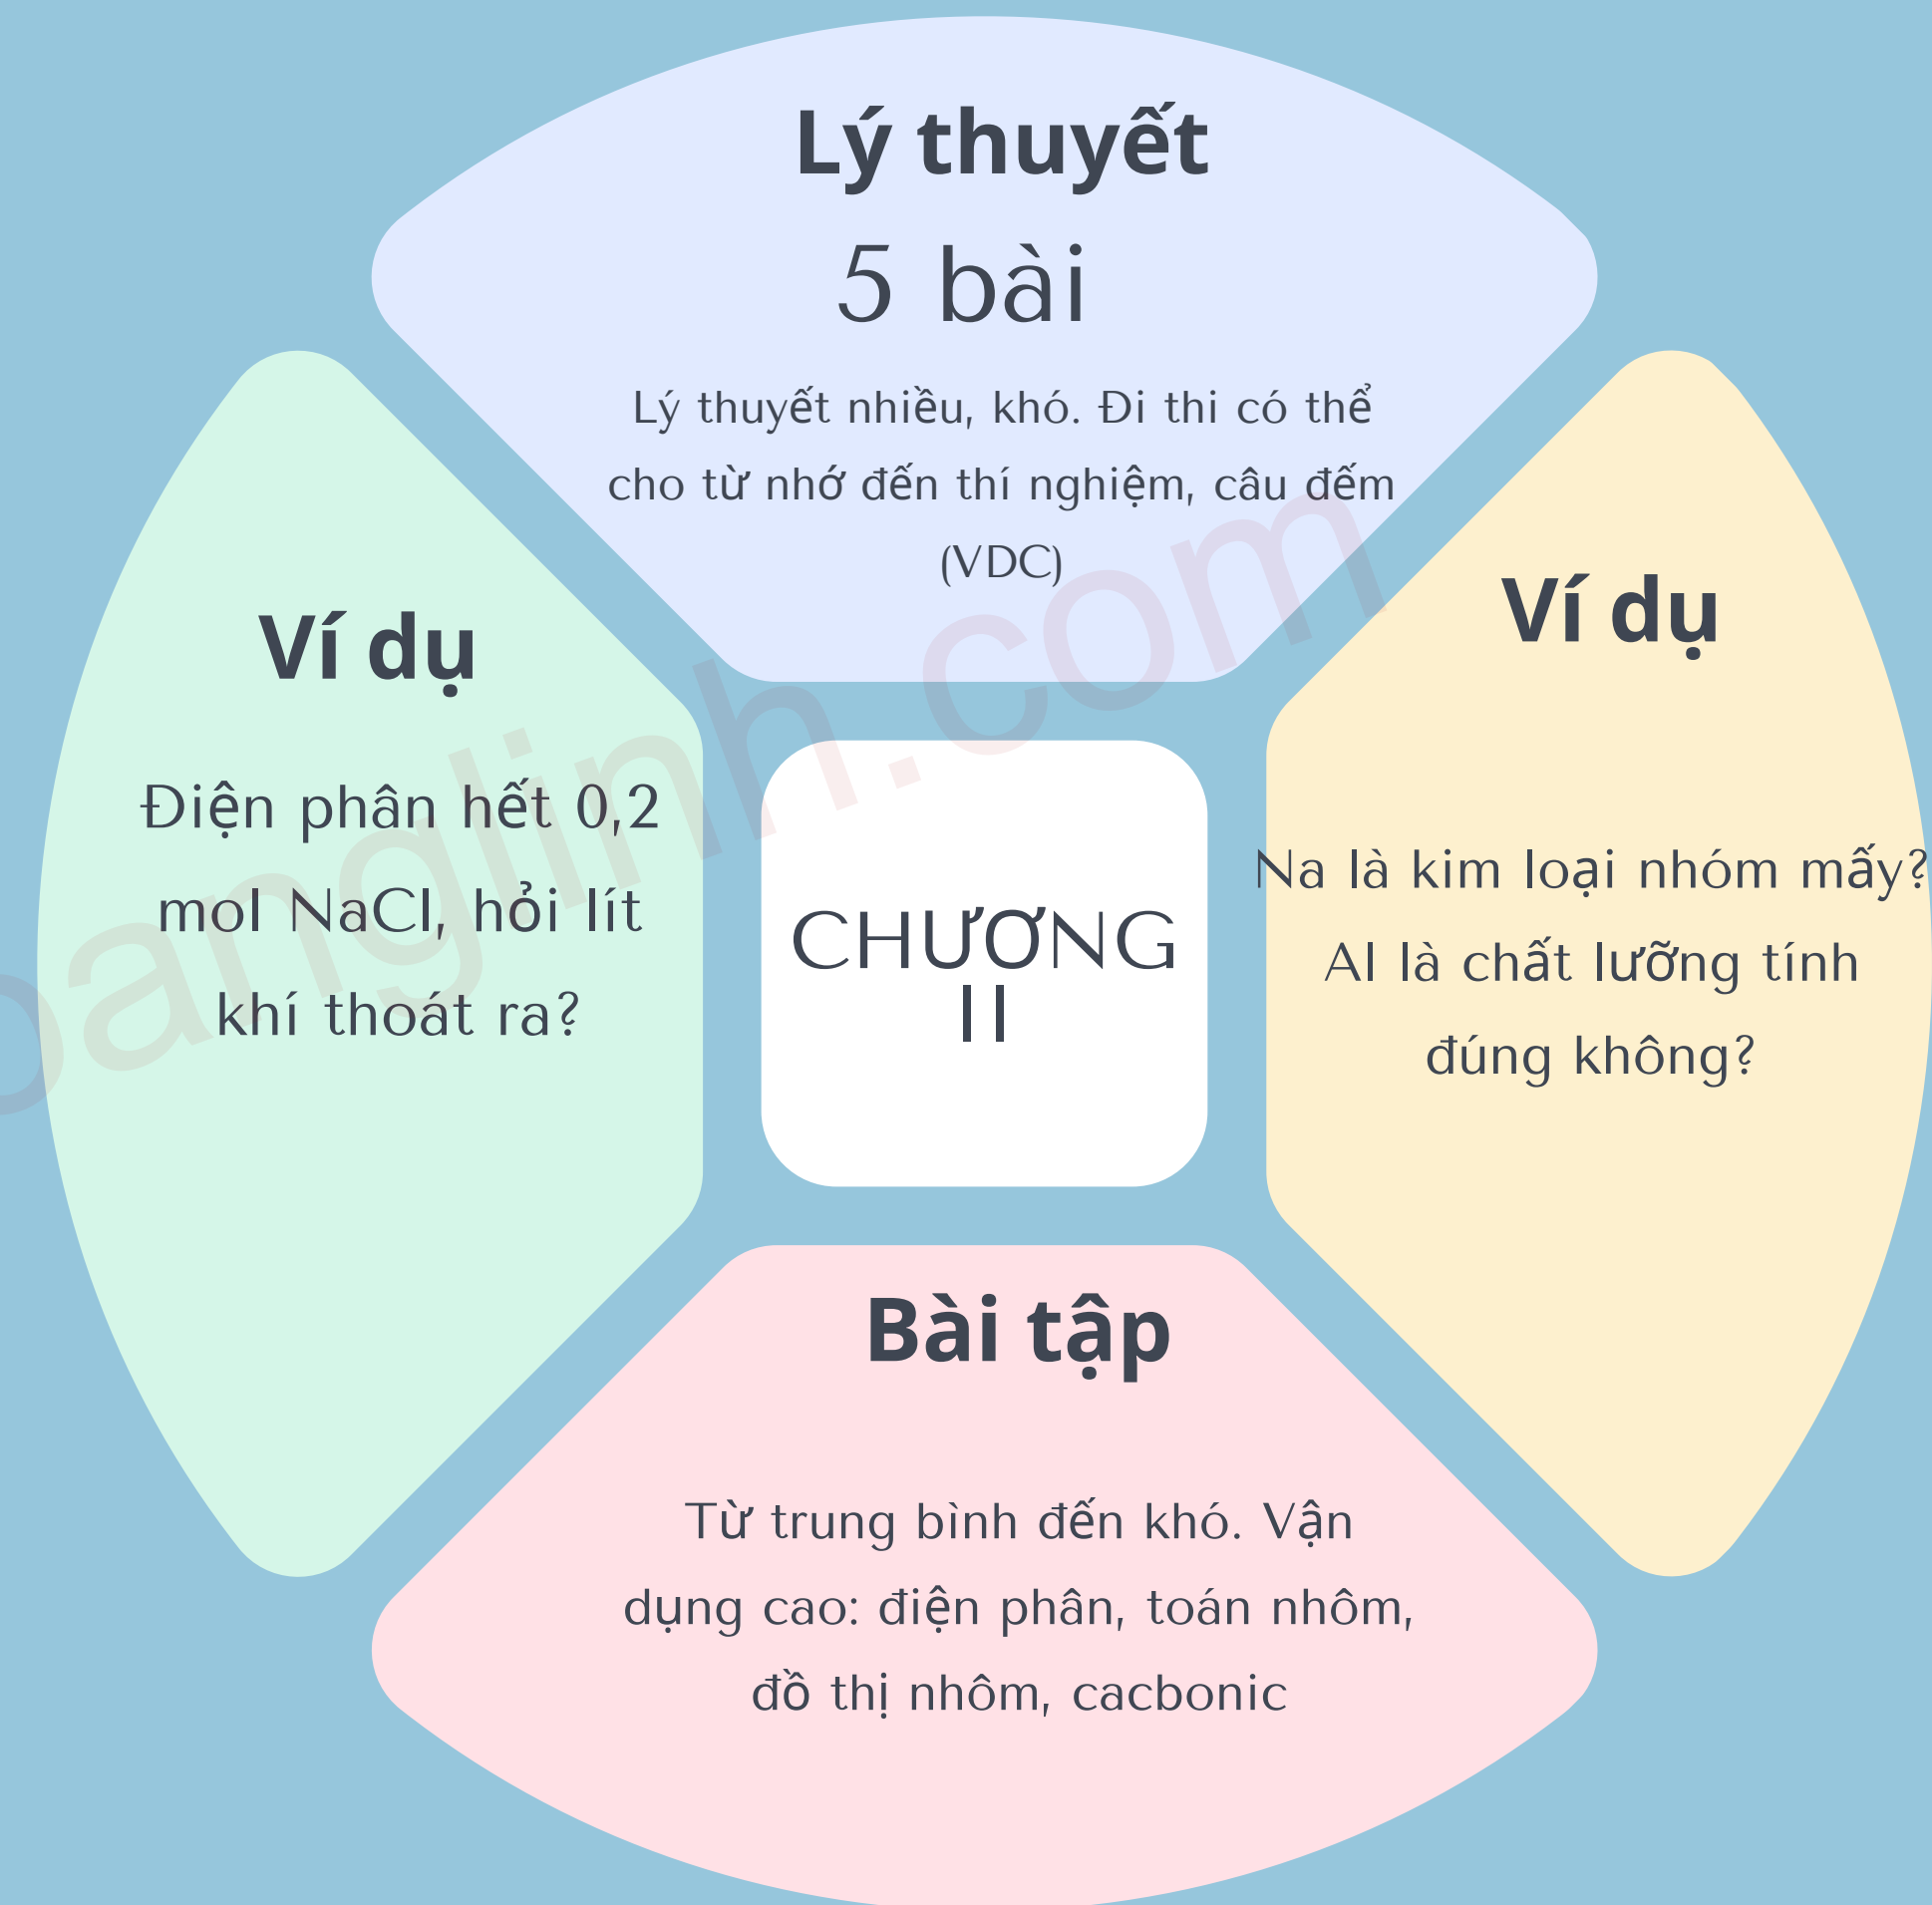 Lý thuyết
5 bài
Lý thuyết nhiều, khó. Đi thi có thể
cho từ nhớ đến thí nghiệm, câu đếm
(VDC)
Ví dụ
Điện phân hết 0,2
mol NaCl, hỏi lít
khí thoát ra?
CHƯƠNG
II
Ví dụ
Na là kim loại nhóm mấy?
Al là chất lưỡng tính
đúng không?
Bài tập
Từ trung bình đến khó. Vận
dụng cao: điện phân, toán nhôm,
đồ thị nhôm, cacbonic